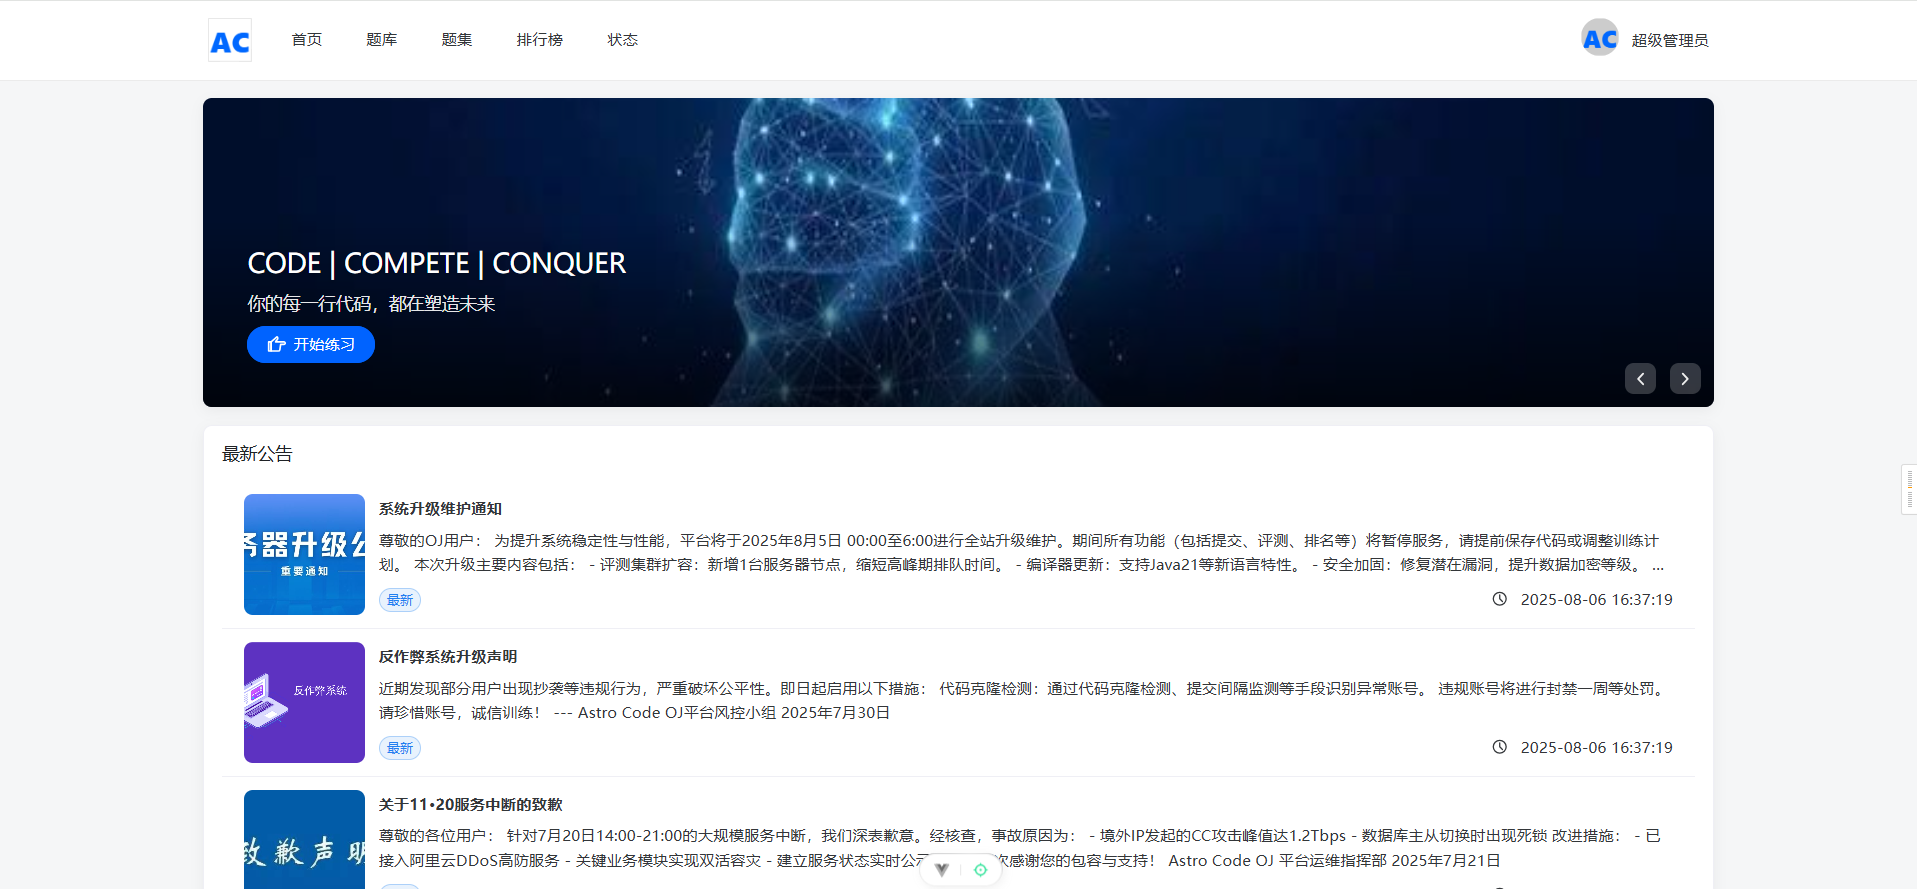 AC
首页
题库
题集
排行榜
状态
AC
超级管理员
CODE | COMPETE | CONQUER
你的每一行代码，都在塑造未来
开始练习
最新公告
务器升级公
重要通知
系统升级维护通知
尊敬的OJ用户： 为提升系统稳定性与性能，平台将于2025年8月5日 00:00至6:00进行全站升级维护。期间所有功能（包括提交、评测、排名等）将暂停服务，请提前保存代码或调整训练计
划。 本次升级主要内容包括： - 评测集群扩容：新增1台服务器节点，缩短高峰期排队时间。 - 编译器更新：支持Java21等新语言特性。 - 安全加固：修复潜在漏洞，提升数据加密等级。 ...
最新
2025-08-06 16:37:19
反作弊系统
反作弊系统升级声明
近期发现部分用户出现抄袭等违规行为，严重破坏公平性。即日起启用以下措施： 代码克隆检测：通过代码克隆检测、提交间隔监测等手段识别异常账号。 违规账号将进行封禁一周等处罚。
请珍惜账号，诚信训练！ --- Astro Code OJ平台风控小组 2025年7月30日
最新
2025-08-06 16:37:19
致歉声明
关于11·20服务中断的致歉
尊敬的各位用户： 针对7月20日14:00-21:00的大规模服务中断，我们深表歉意。经核查，事故原因为： - 境外IP发起的CC攻击峰值达1.2Tbps - 数据库主从切换时出现死锁 改进措施： - 已
接入阿里云DDoS高防服务 - 关键业务模块实现双活容灾 - 建立服务状态实时公示 次感谢您的包容与支持！ Astro Code OJ 平台运维指挥部 2025年7月21日